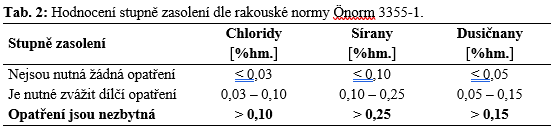 Tab. 2: Hodnocení stupně zasolení dle rakouské normy Önorm 3355-1.
Stupně zasolení Chloridy [%hm.] Sírany [%hm.] Dusičnany [%hm.]
Nejsou nutná žádná opatření ≤ 0,03 ≤ 0,10 ≤ 0,05
Je nutné zvážit dílčí opatření 0,03 – 0,10 0,10 – 0,25 0,05 – 0,15
Opatření jsou nezbytná > 0,10 > 0,25 > 0,15